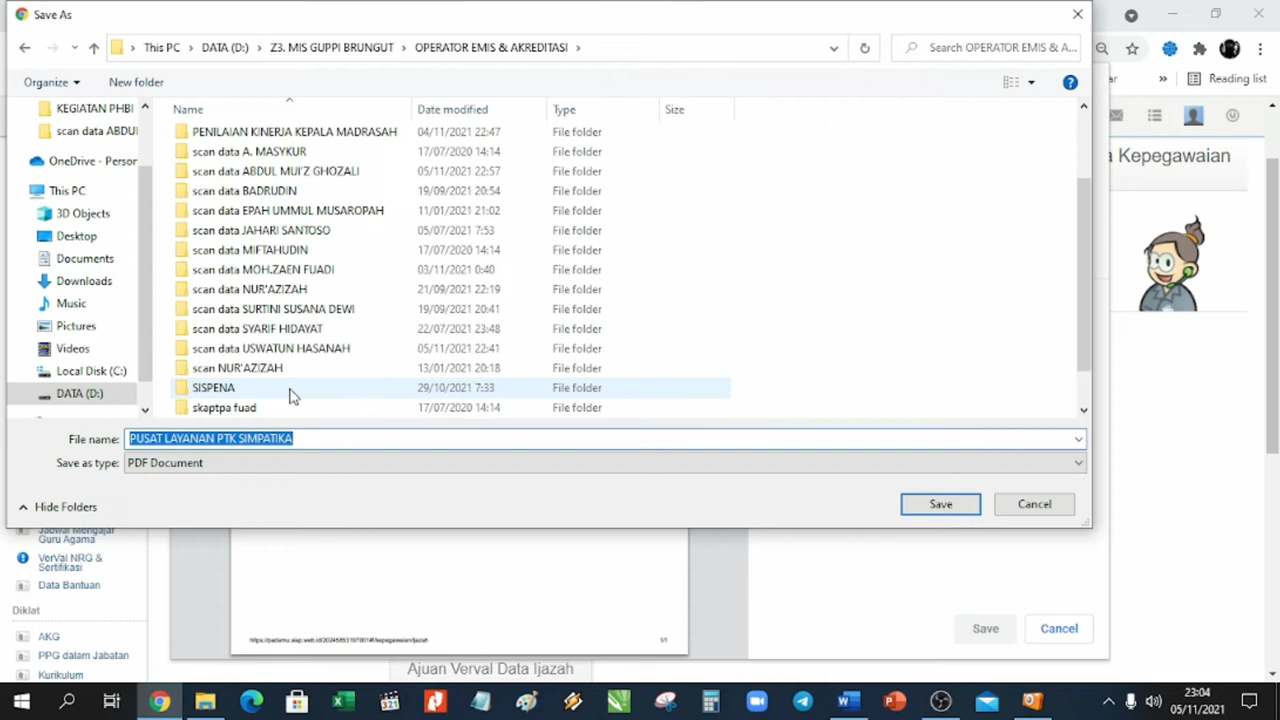 Save As
This PC › DATA (D:) › Z3. MIS GUPPI BRUNGUT › OPERATOR EMIS & AKREDITASI ›
Search OPERATOR EMIS & A...
Organize
New folder
Reading list
KEGIATAN PHBI
scan data ABDUL
OneDrive - Person
This PC
3D Objects
Desktop
Documents
Downloads
Music
Pictures
Videos
Local Disk (C:)
DATA (D:)
Name Date modified Type Size
PENILAIAN KINERJA KEPALA MADRASAH 04/11/2021 22:47 File folder
scan data A. MASYKUR 17/07/2020 14:14 File folder
scan data ABDUL MUI'Z GHOZALI 05/11/2021 22:57 File folder
scan data BADRUDIN 19/09/2021 20:54 File folder
scan data EPAH UMMUL MUSAROPAH 11/01/2021 21:02 File folder
scan data JAHARI SANTOSO 05/07/2021 7:53 File folder
scan data MIFTAHUDIN 17/07/2020 14:14 File folder
scan data MOH.ZAEN FUADI 03/11/2021 0:40 File folder
scan data NUR'AZIZAH 21/09/2021 22:19 File folder
scan data SURTINI SUSANA DEWI 19/09/2021 20:41 File folder
scan data SYARIF HIDAYAT 22/07/2021 23:48 File folder
scan data USWATUN HASANAH 05/11/2021 22:41 File folder
scan NUR'AZIZAH 13/01/2021 20:18 File folder
SISPENA 29/10/2021 7:33 File folder
skaptpa fuad 17/07/2020 14:14 File folder
a Kepegawaian
File name: PUSAT LAYANAN PTK SIMPATIKA
Save as type: PDF Document
Hide Folders
Save
Cancel
Jadwal Mengajar
Guru Agama
VerVal NRG &
Sertifikasi
Data Bantuan
Diklat
AKG
PPG dalam Jabatan
Kurikulum
1/1
Save
Cancel
Ajuan Verval Data Ijazah
23:04
05/11/2021